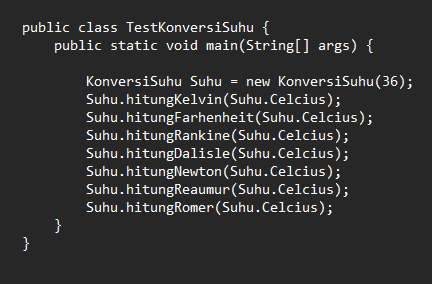 public class TestKonversiSuhu {
public static void main(String[] args) {
KonversiSuhu Suhu = new KonversiSuhu(36);
Suhu.hitungKelvin(Suhu.Celcius);
Suhu.hitungFarhenheit(Suhu.Celcius);
Suhu.hitungRankine(Suhu.Celcius);
Suhu.hitungDalisle(Suhu.Celcius);
Suhu.hitungNewton(Suhu.Celcius);
Suhu.hitungReaumur(Suhu.Celcius);
Suhu.hitungRomer(Suhu.Celcius);
}
}